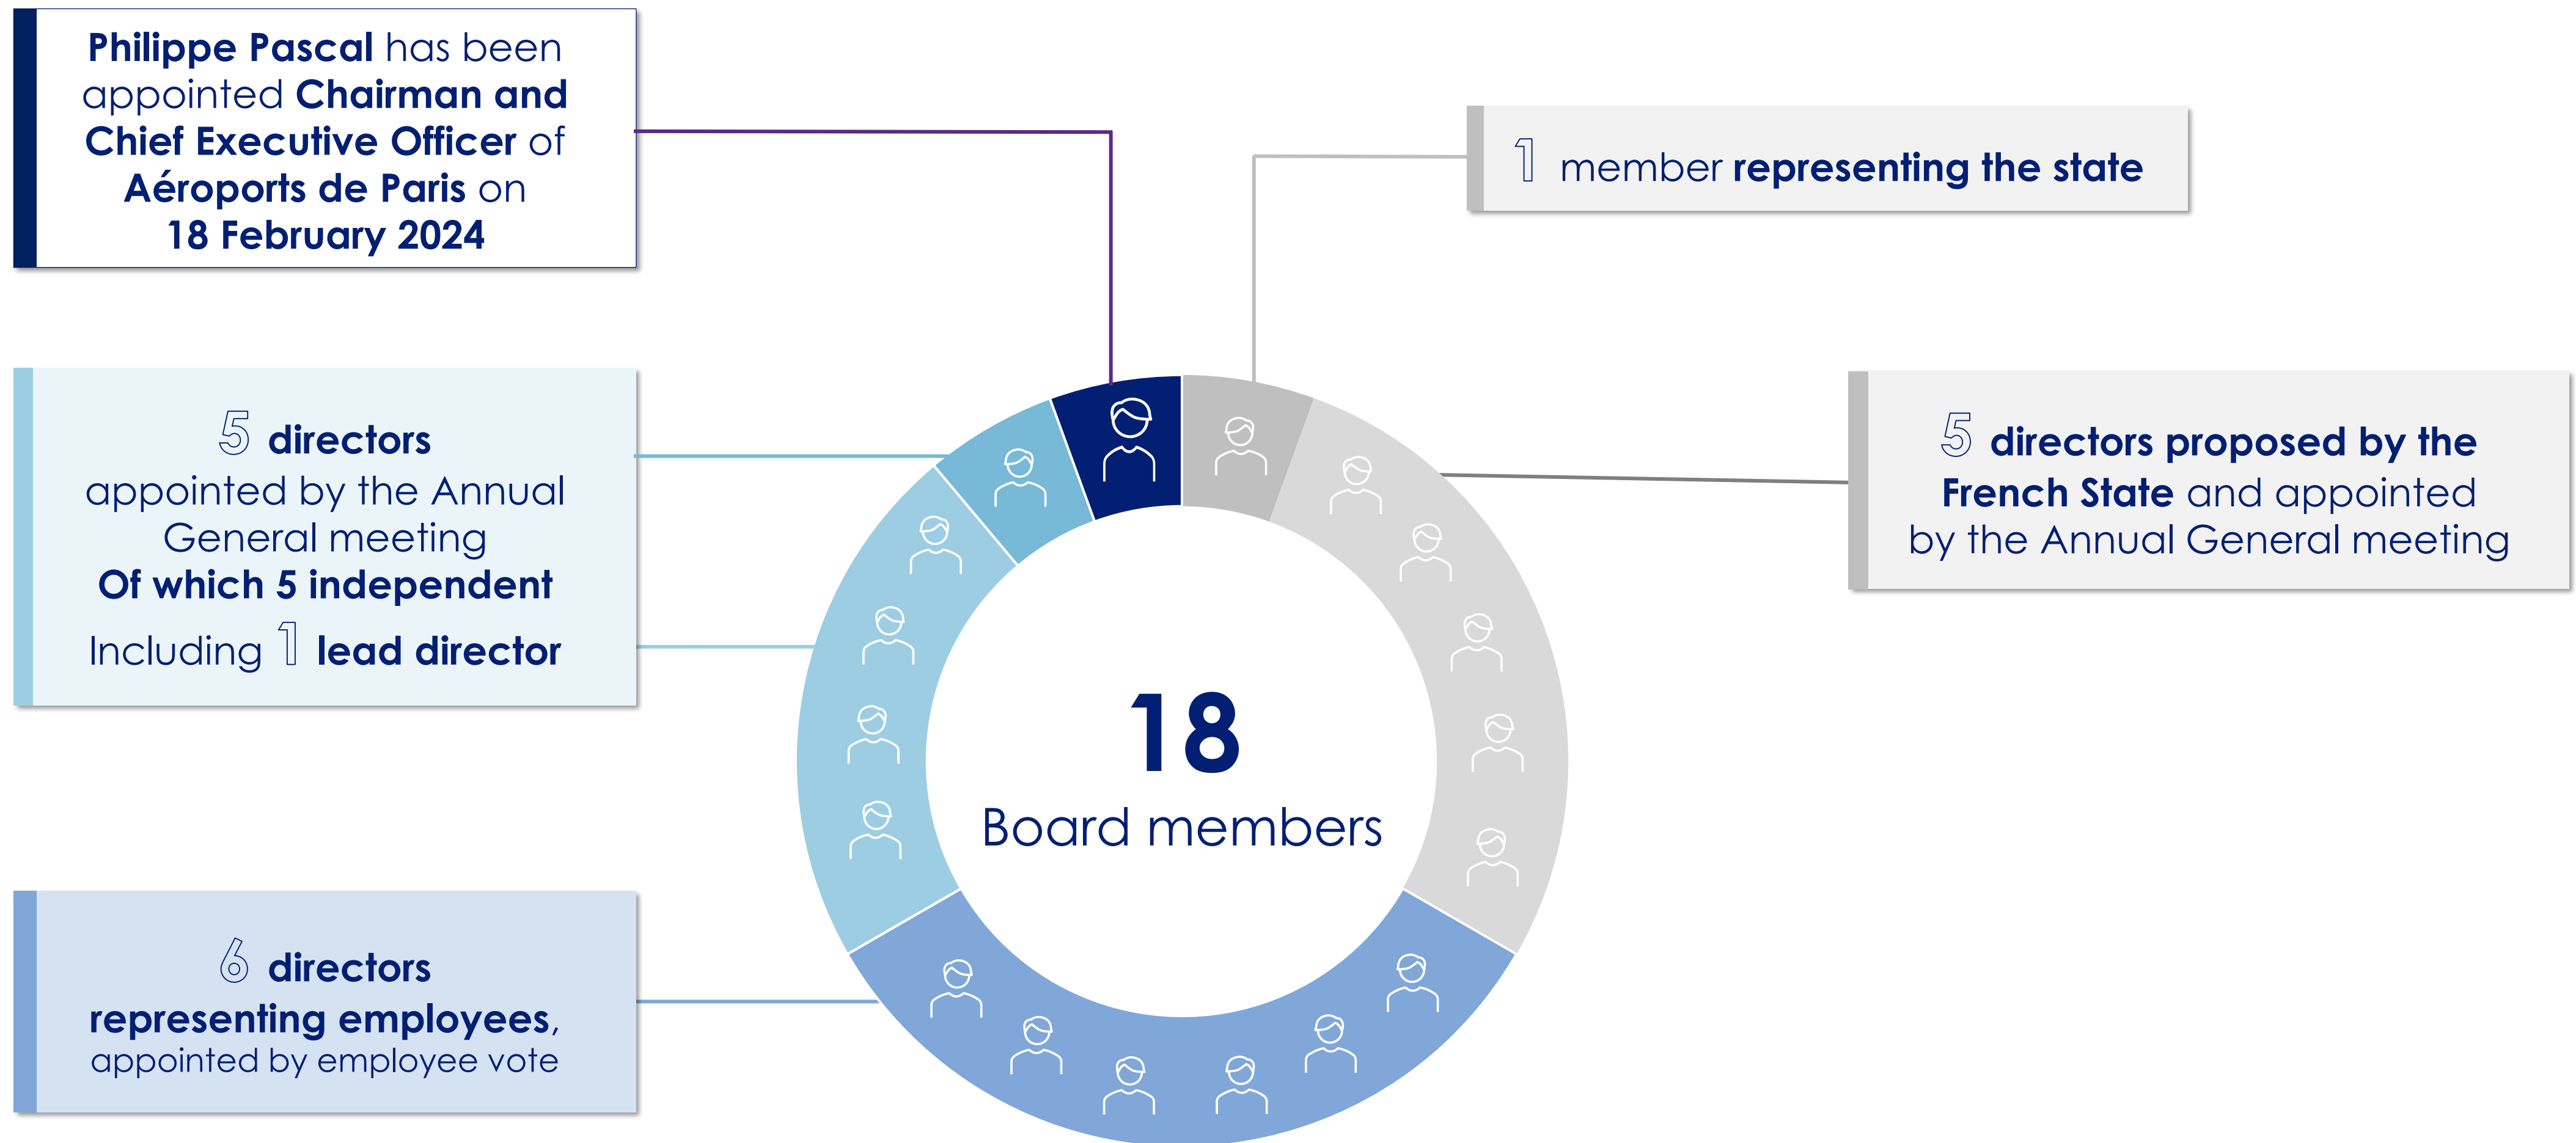 Philippe Pascal has been
appointed Chairman and
Chief Executive Officer of
Aéroports de Paris on
18 February 2024
1 member representing the state
5 directors
appointed by the Annual
General meeting
Of which 5 independent
Including 1 lead director
5 directors proposed by the
French State and appointed
by the Annual General meeting
18
Board members
6 directors
representing employees,
appointed by employee vote